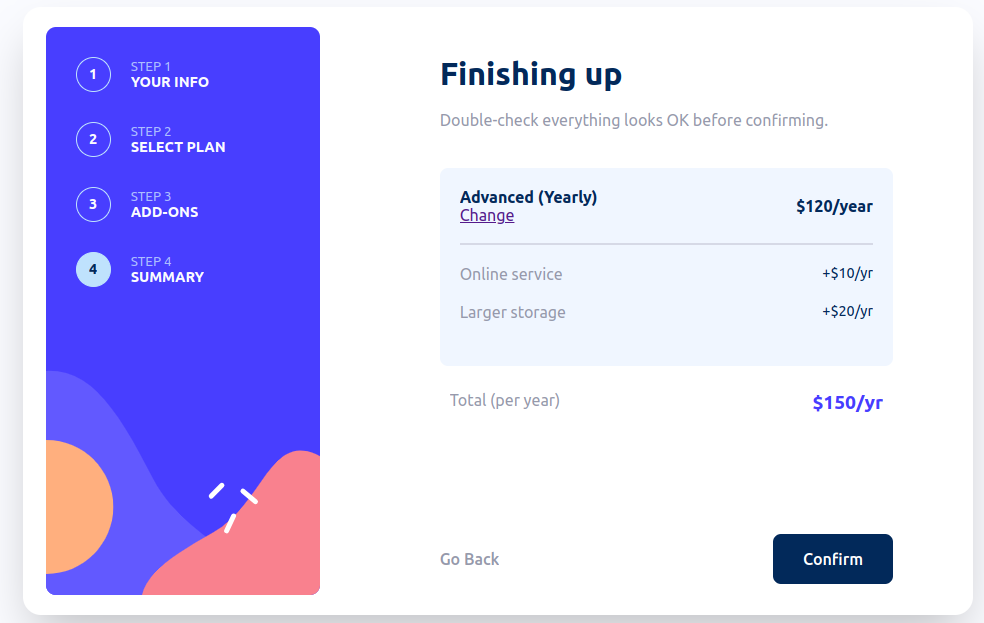 1
STEP 1
YOUR INFO
2
STEP 2
SELECT PLAN
3
STEP 3
ADD-ONS
4
STEP 4
SUMMARY
Finishing up
Double-check everything looks OK before confirming.
Advanced (Yearly)
Change
$120/year
Online service
+$10/yr
Larger storage
+$20/yr
Total (per year)
$150/yr
Go Back
Confirm